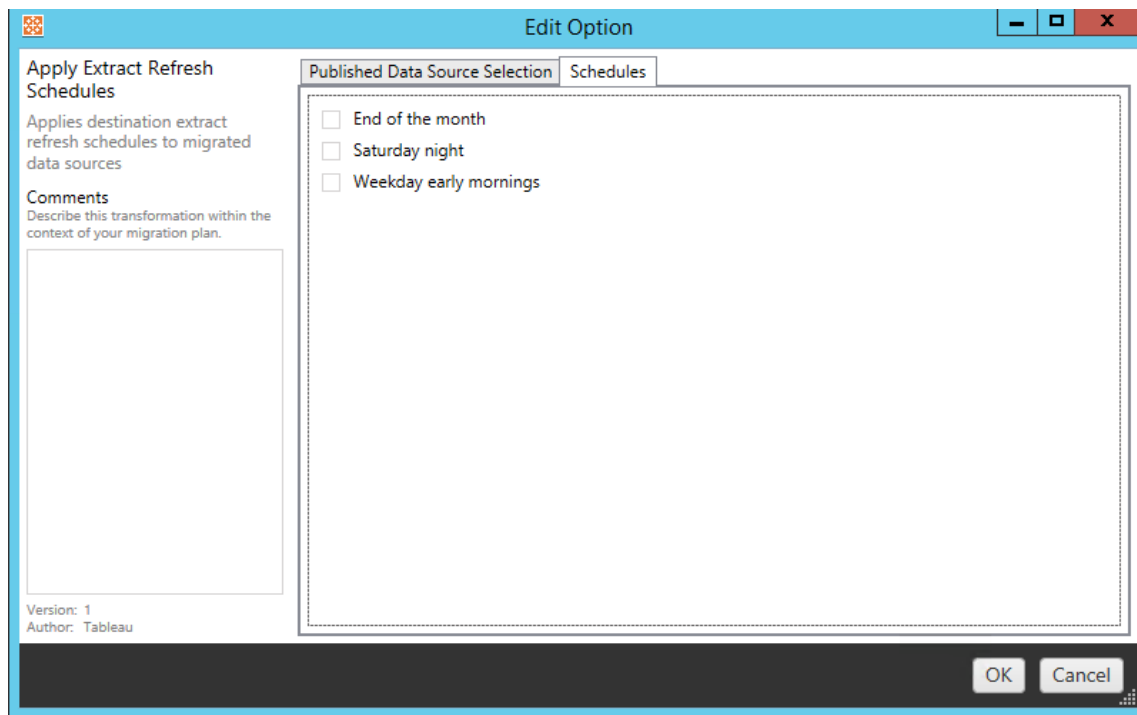 Edit Option
X
Apply Extract Refresh
Schedules
Applies destination extract
refresh schedules to migrated
data sources
Comments
Describe this transformation within the
context of your migration plan.
Version: 1
Author: Tableau
Published Data Source Selection
Schedules
End of the month
Saturday night
Weekday early mornings
OK
Cancel